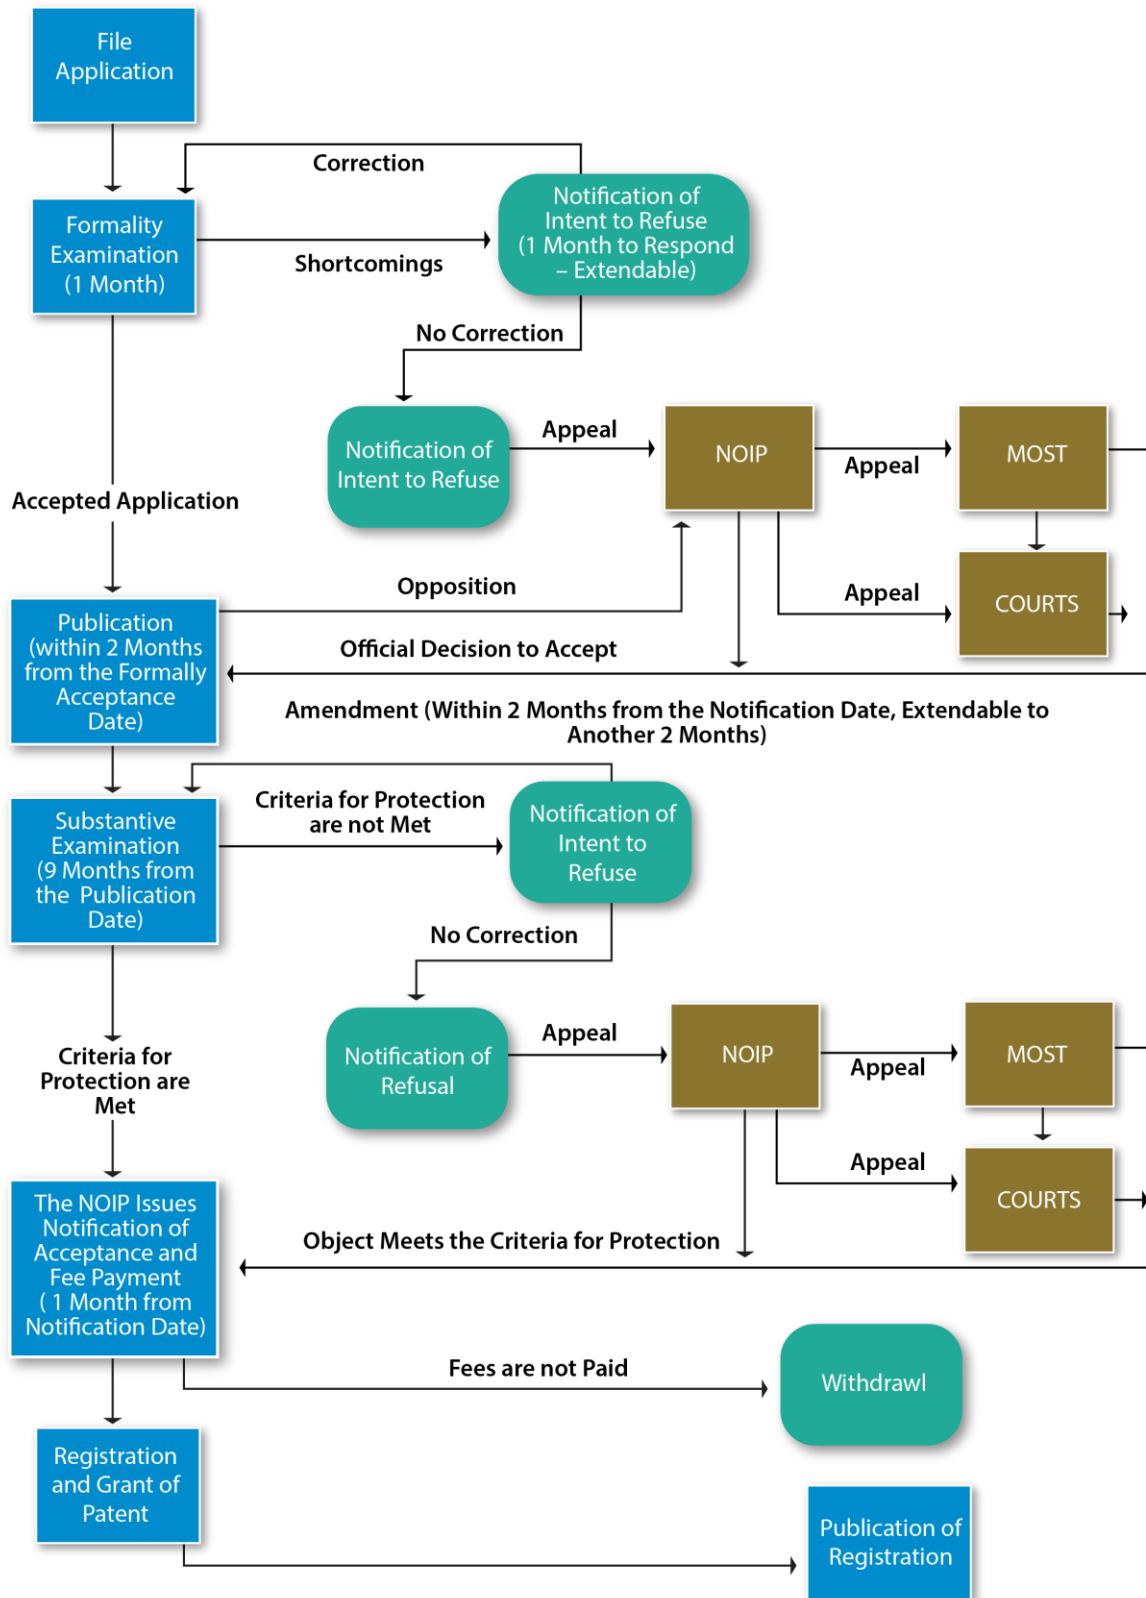 File
Application
Correction
Notification of
Intent to Refuse
(1 Month to Respond
– Extendable)
Formality
Examination
(1 Month)
Shortcomings
No Correction
Notification of
Intent to Refuse
Appeal
NOIP
Appeal
MOST
Accepted Application
Opposition
Appeal
COURTS
Publication
(within 2 Months
from the Formally
Acceptance
Date)
Official Decision to Accept
Amendment (Within 2 Months from the Notification Date, Extendable to
Another 2 Months)
Substantive
Examination
(9 Months from
the Publication
Date)
Criteria for Protection
are not Met
Notification of
Intent to
Refuse
No Correction
Criteria for
Protection are
Met
Notification of
Refusal
Appeal
NOIP
Appeal
MOST
Appeal
COURTS
The NOIP Issues
Notification of
Acceptance and
Fee Payment
( 1 Month from
Notification Date)
Object Meets the Criteria for Protection
Fees are not Paid
Withdrawl
Registration
and Grant of
Patent
Publication of
Registration